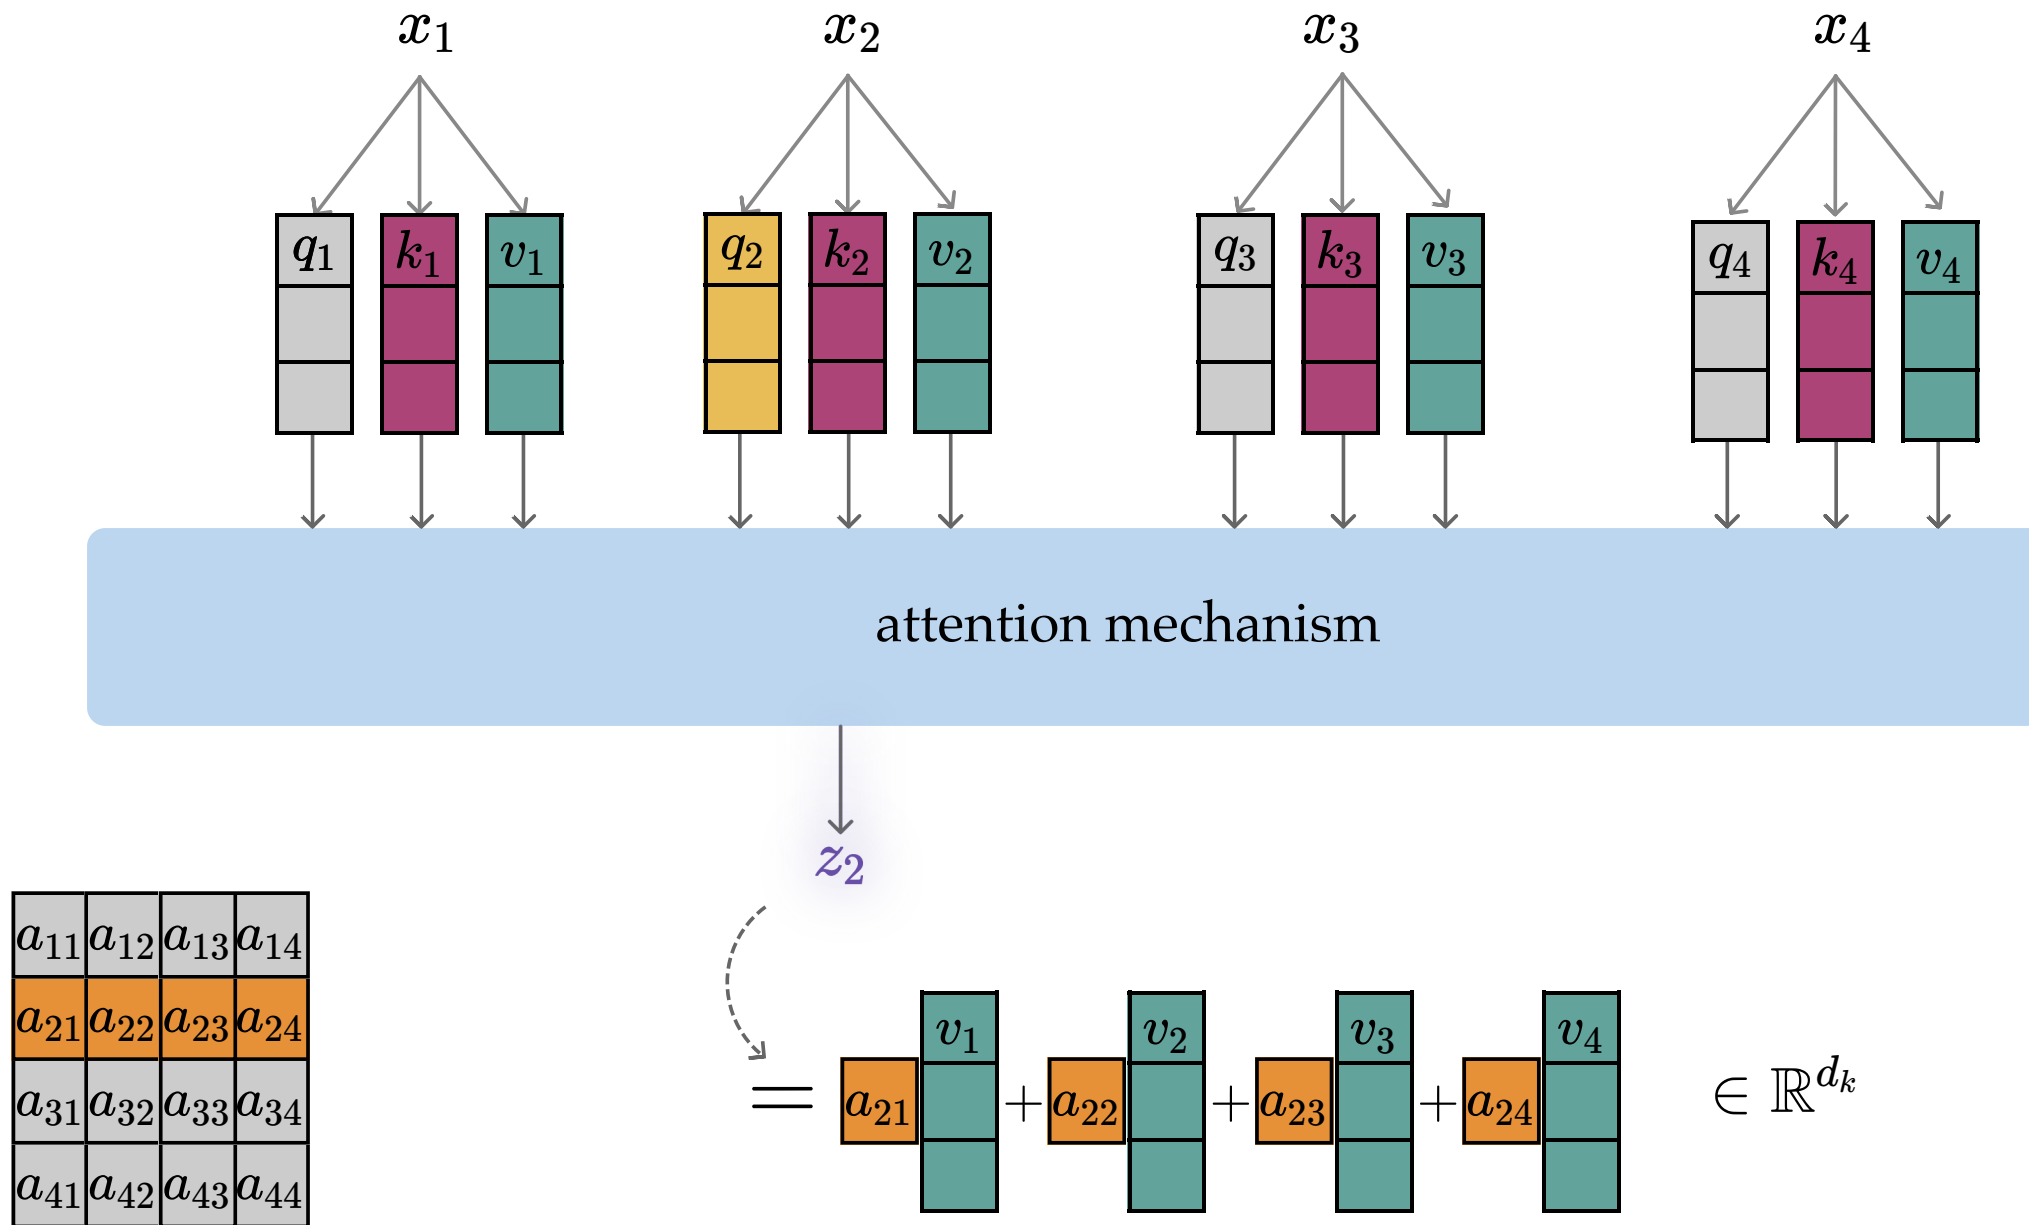 x₁ x₂ x₃ x₄
q₁ k₁ v₁ q₂ k₂ v₂ q₃ k₃ v₃ q₄ k₄ v₄
attention mechanism
z₂
a₁₁ a₁₂ a₁₃ a₁₄
a₂₁ a₂₂ a₂₃ a₂₄
a₃₁ a₃₂ a₃₃ a₃₄
a₄₁ a₄₂ a₄₃ a₄₄
= a₂₁ v₁ + a₂₂ v₂ + a₂₃ v₃ + a₂₄ v₄ ∈ ℝ^{d_k}